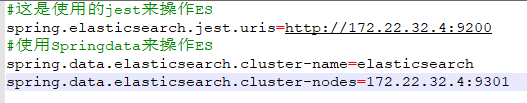 #这是使用的jest来操作ES
spring.elasticsearch.jest.uris=http://172.22.32.4:9200
#使用Springdata来操作ES
spring.data.elasticsearch.cluster-name=elasticsearch
spring.data.elasticsearch.cluster-nodes=172.22.32.4:9301